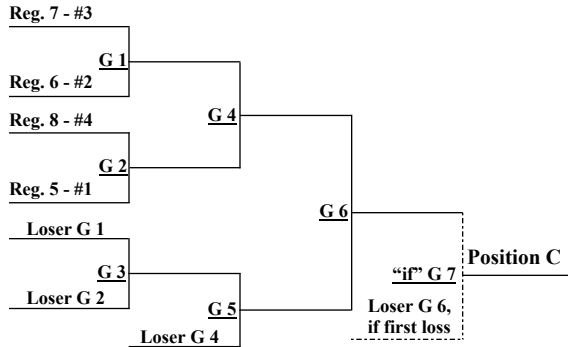 Reg. 7 - #3
G 1
Reg. 6 - #2
G 4
Reg. 8 - #4
G 2
Reg. 5 - #1
G 6
Loser G 1
Position C
G 3
“if” G 7
Loser G 2
G 5
Loser G 6,
if first loss
Loser G 4